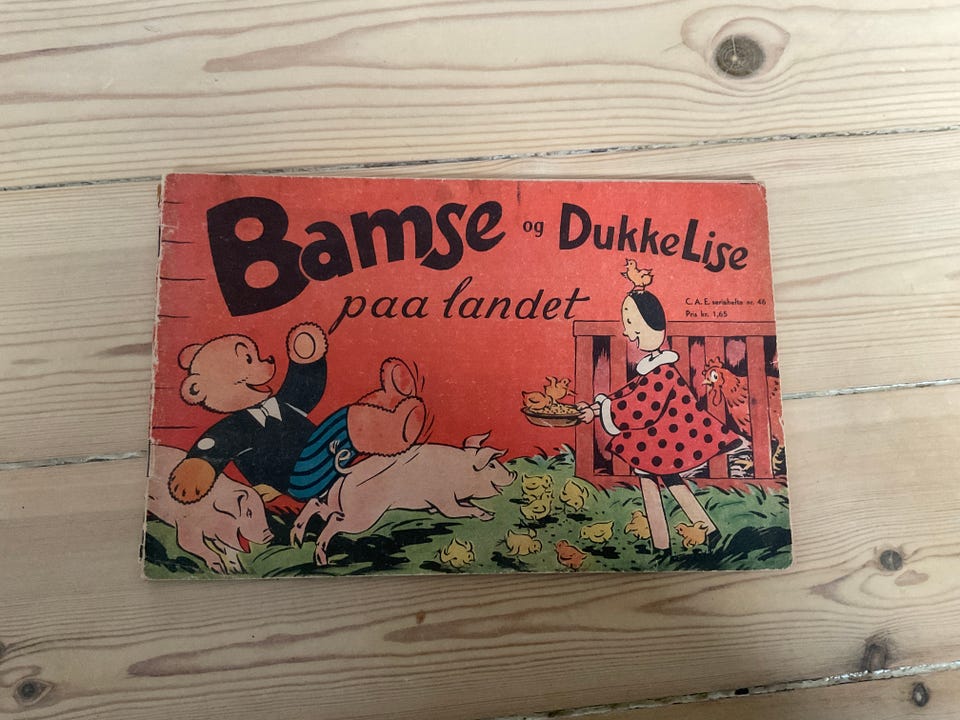 Bamse og DukkeLise
paa landet
C. A. E. seriehefte nr. 46
Pris kr. 1,65